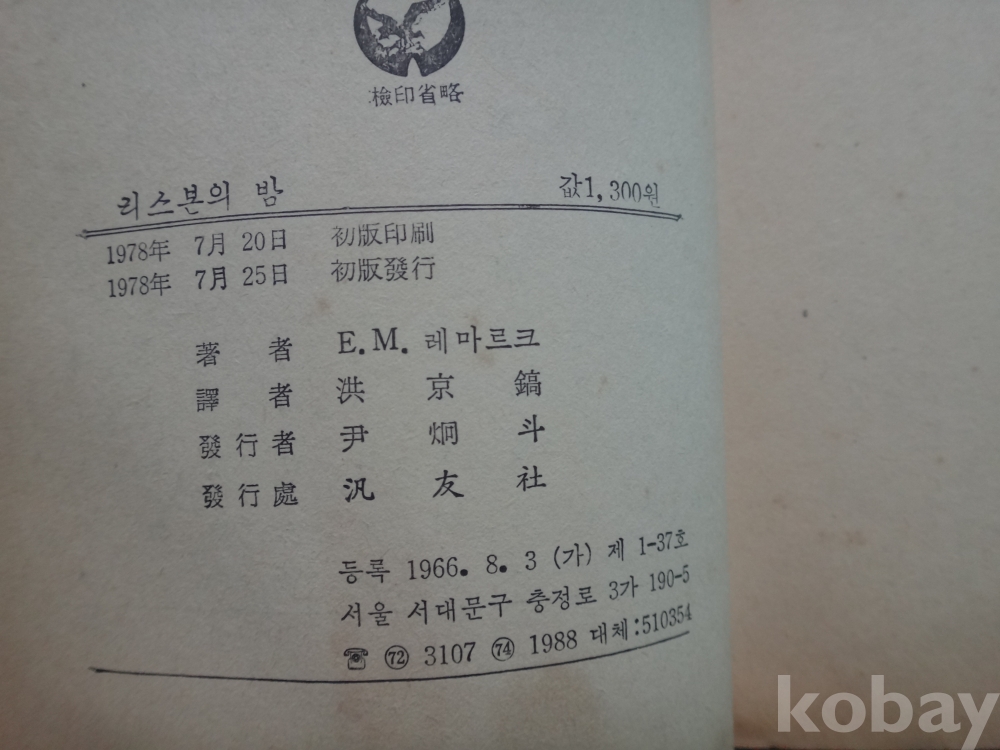 檢印省略
리스본의 밤 값1,300원
1978年 7月 20日 初版印刷
1978年 7月 25日 初版發行
著者 E.M. 레마르크
譯者 洪京鎬
發行者 尹炯斗
發行處 汎友社
등록 1966. 8. 3 (가) 제 1-37호
서울 서대문구 충정로 3가 190-5
☎ ㊆ 3107 ㊆ 1988 대체:510354
kobay